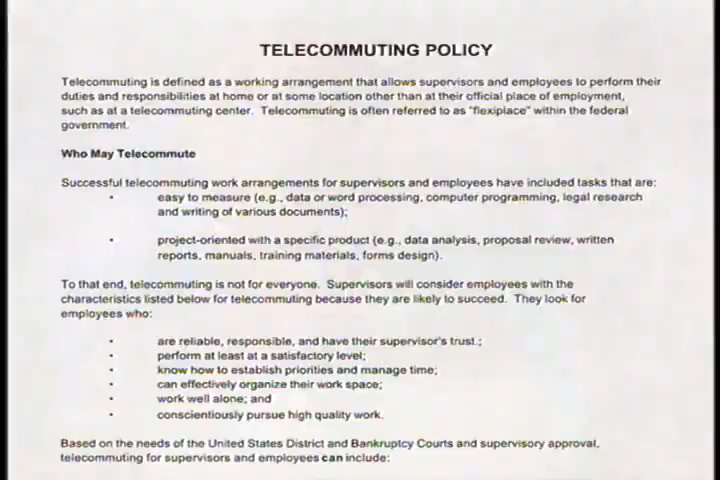 TELECOMMUTING POLICY
Telecommuting is defined as a working arrangement that allows supervisors and employees to perform their
duties and responsibilities at home or at some location other than at their official place of employment,
such as at a telecommuting center. Telecommuting is often referred to as "flexiplace" within the federal
government.
Who May Telecommute
Successful telecommuting work arrangements for supervisors and employees have included tasks that are:
• easy to measure (e.g., data or word processing, computer programming, legal research
and writing of various documents);
• project-oriented with a specific product (e.g., data analysis, proposal review, written
reports, manuals, training materials, forms design).
To that end, telecommuting is not for everyone. Supervisors will consider employees with the
characteristics listed below for telecommuting because they are likely to succeed. They look for
employees who:
• are reliable, responsible, and have their supervisor's trust.;
• perform at least at a satisfactory level;
• know how to establish priorities and manage time;
• can effectively organize their work space;
• work well alone; and
• conscientiously pursue high quality work.
Based on the needs of the United States District and Bankruptcy Courts and supervisory approval,
telecommuting for supervisors and employees can include: